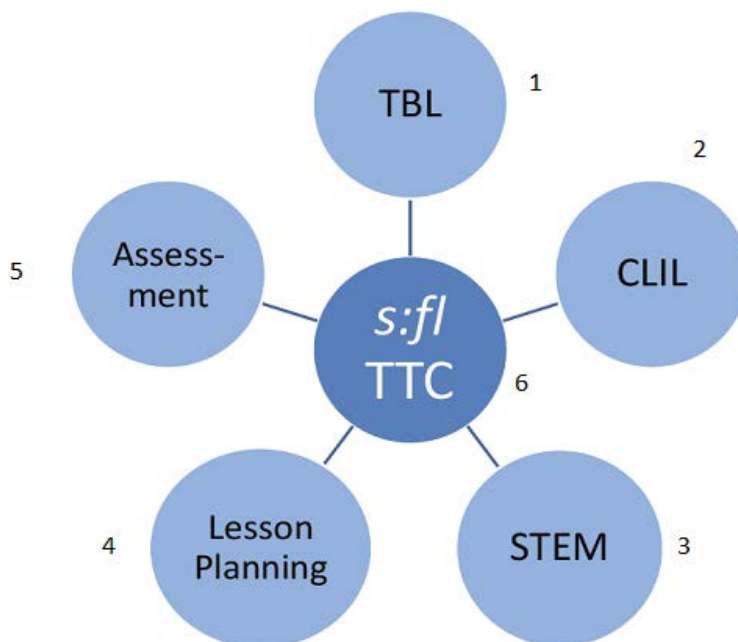 TBL
1
2
CLIL
Assess-
ment
5
s:fl
TTC
6
Lesson
Planning
4
STEM
3